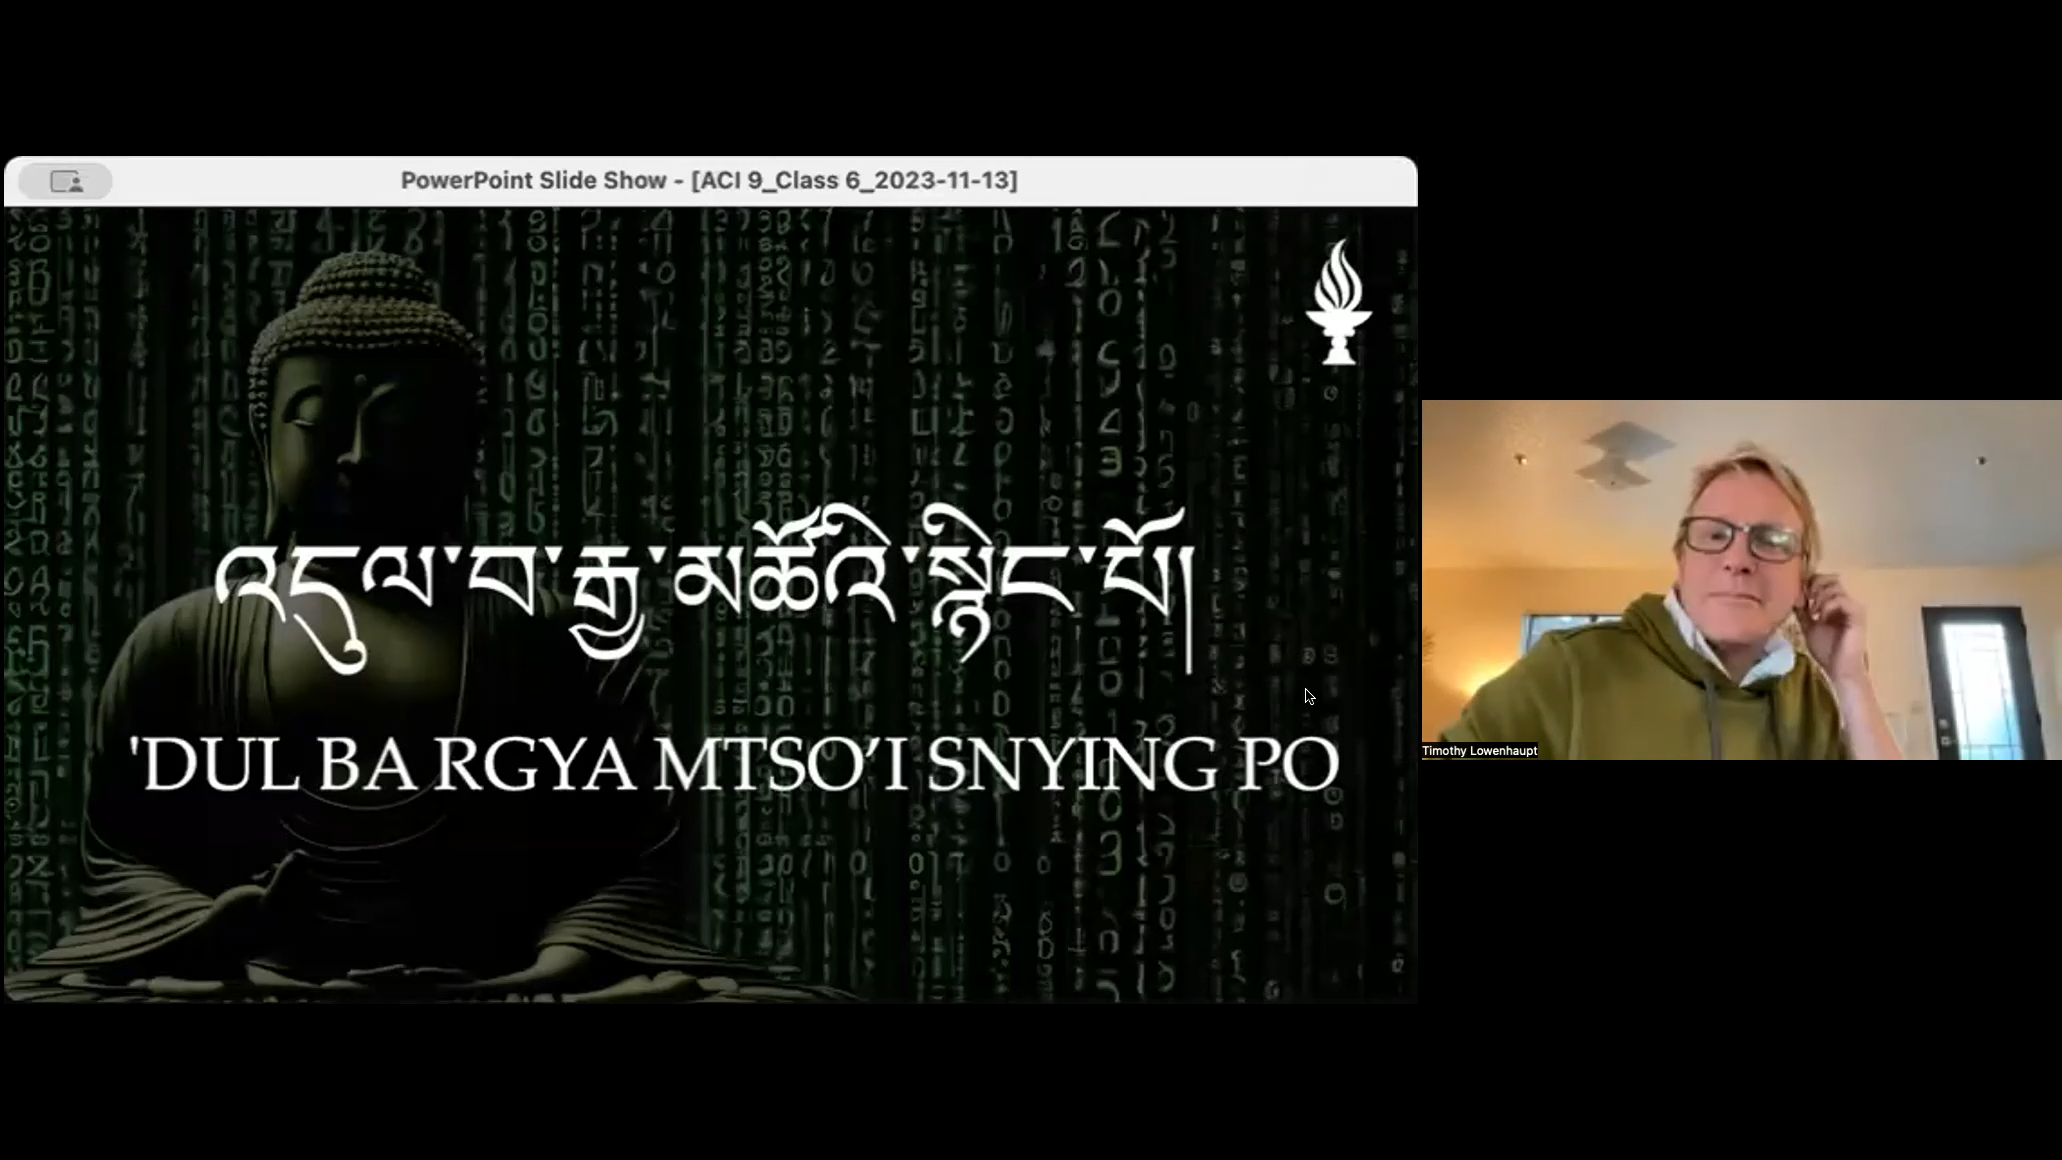 PowerPoint Slide Show - [ACI 9_Class 6_2023-11-13]
འདུལ་བ་རྒྱ་མཚོའི་སྙིང་པོ།
'DUL BA RGYA MTSO’I SNYING PO
Timothy Lowenhaupt